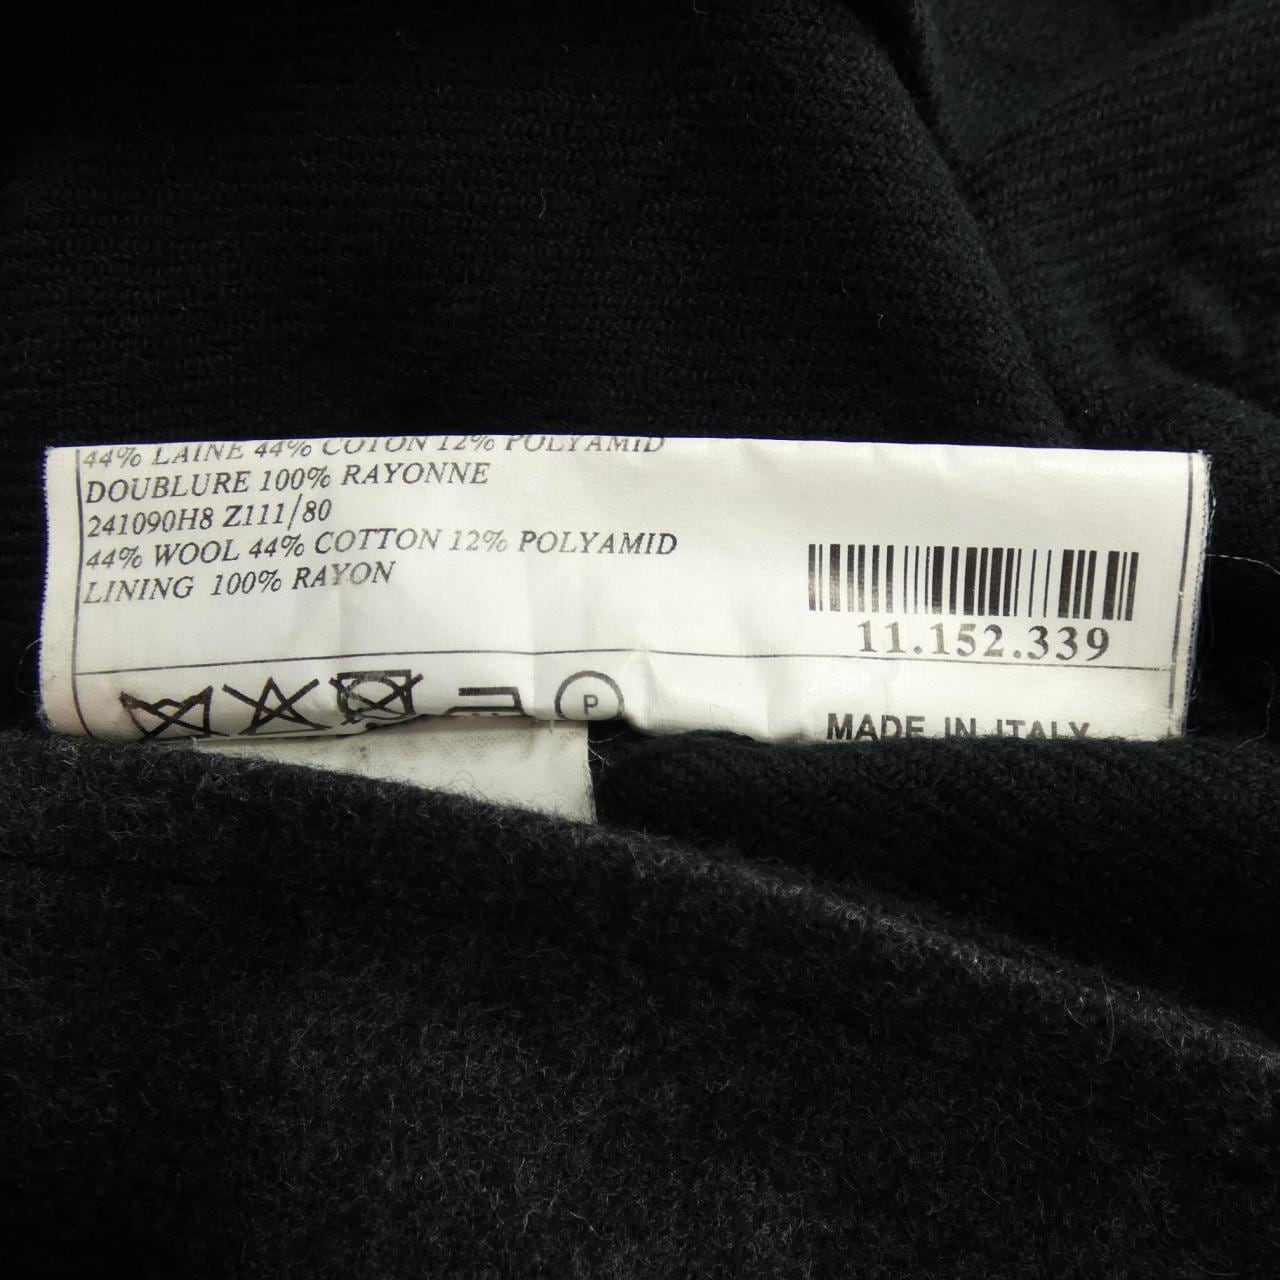 44% LAINE 44% COTON 12% POLYAMID
DOUBLURE 100% RAYONNE
241090H8 Z111/80
44% WOOL 44% COTTON 12% POLYAMID
LINING 100% RAYON
11.152.339
P
MADE IN ITALY